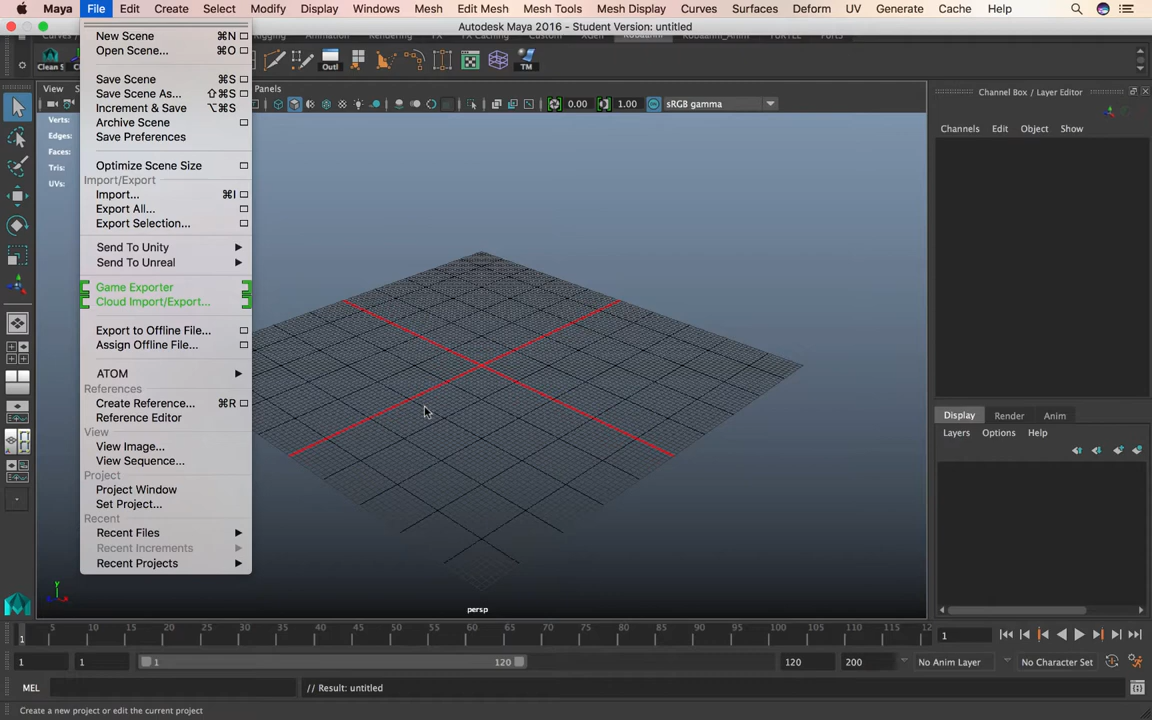 Maya File Edit Create Select Modify Display Windows Mesh Edit Mesh Mesh Tools Mesh Display Curves Surfaces Deform UV Generate Cache Help
Autodesk Maya 2016 - Student Version: untitled
Clean S
Outl
TM
View
Panels
0.00 1.00 sRGB gamma
Verts:
Edges:
Faces:
Tris:
UVs:
New Scene ⌘N
Open Scene... ⌘O
Save Scene ⌘S
Save Scene As... ⇧⌘S
Increment & Save ⌥⌘S
Archive Scene
Save Preferences
Optimize Scene Size
Import/Export
Import... ⌘I
Export All...
Export Selection...
Send To Unity
Send To Unreal
Game Exporter
Cloud Import/Export...
Export to Offline File...
Assign Offline File...
ATOM
References
Create Reference... ⌘R
Reference Editor
View
View Image...
View Sequence...
Project
Project Window
Set Project...
Recent
Recent Files
Recent Increments
Recent Projects
Channel Box / Layer Editor
Channels Edit Object Show
Display Render Anim
Layers Options Help
y
persp
5 10 15 20 25 30 35 40 45 50 55 60 65 70 75 80 85 90 95 100 105 110 115 12
1
1
1 1 1 120 120 200 No Anim Layer No Character Set
MEL // Result: untitled
Create a new project or edit the current project